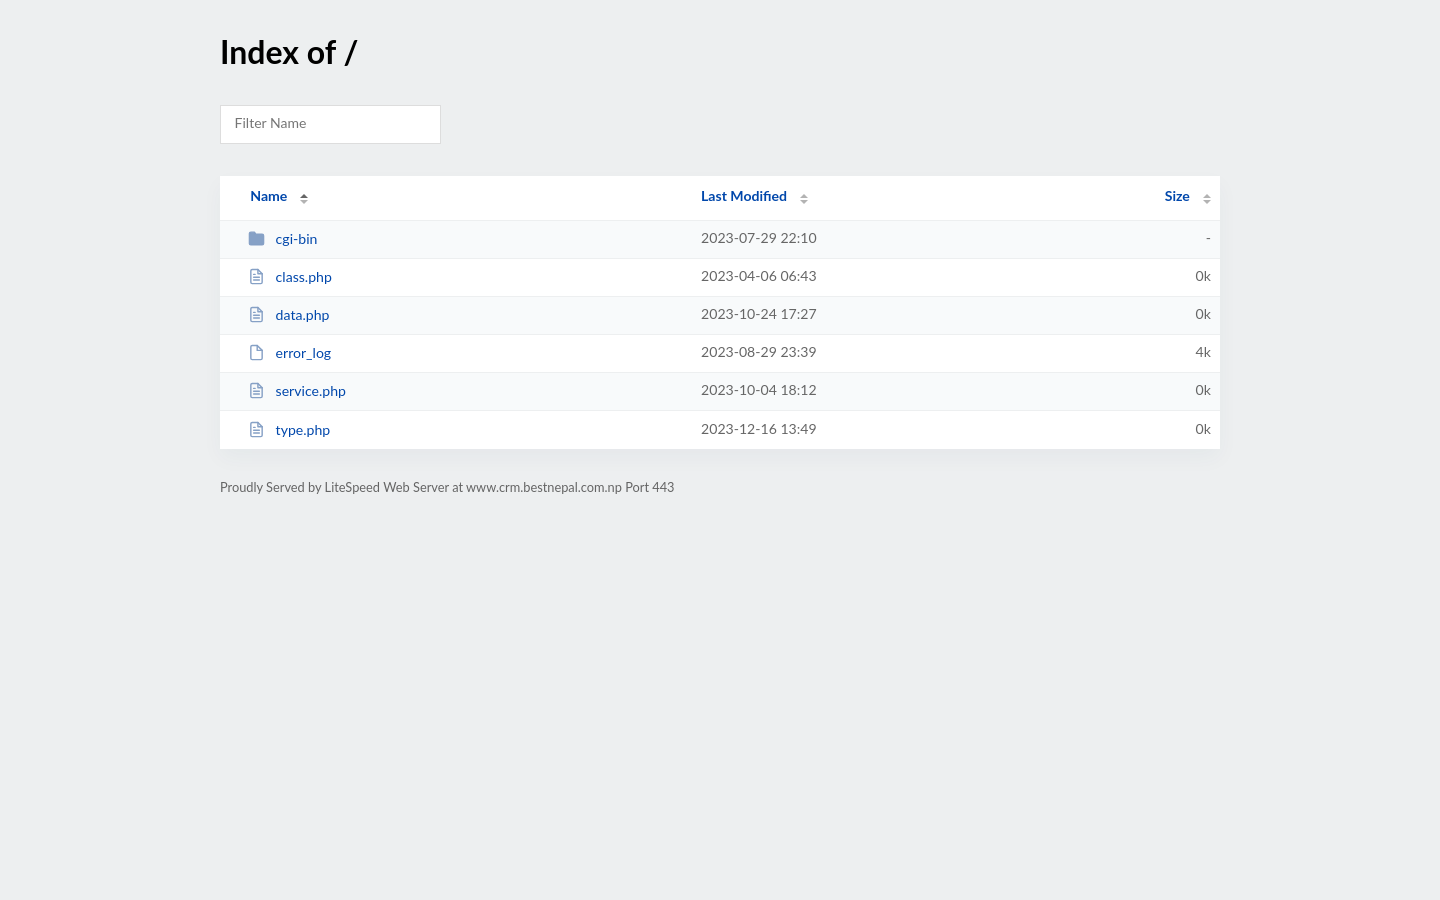 Index of /
Filter Name
Name Last Modified Size
cgi-bin 2023-07-29 22:10 -
class.php 2023-04-06 06:43 0k
data.php 2023-10-24 17:27 0k
error_log 2023-08-29 23:39 4k
service.php 2023-10-04 18:12 0k
type.php 2023-12-16 13:49 0k
Proudly Served by LiteSpeed Web Server at www.crm.bestnepal.com.np Port 443